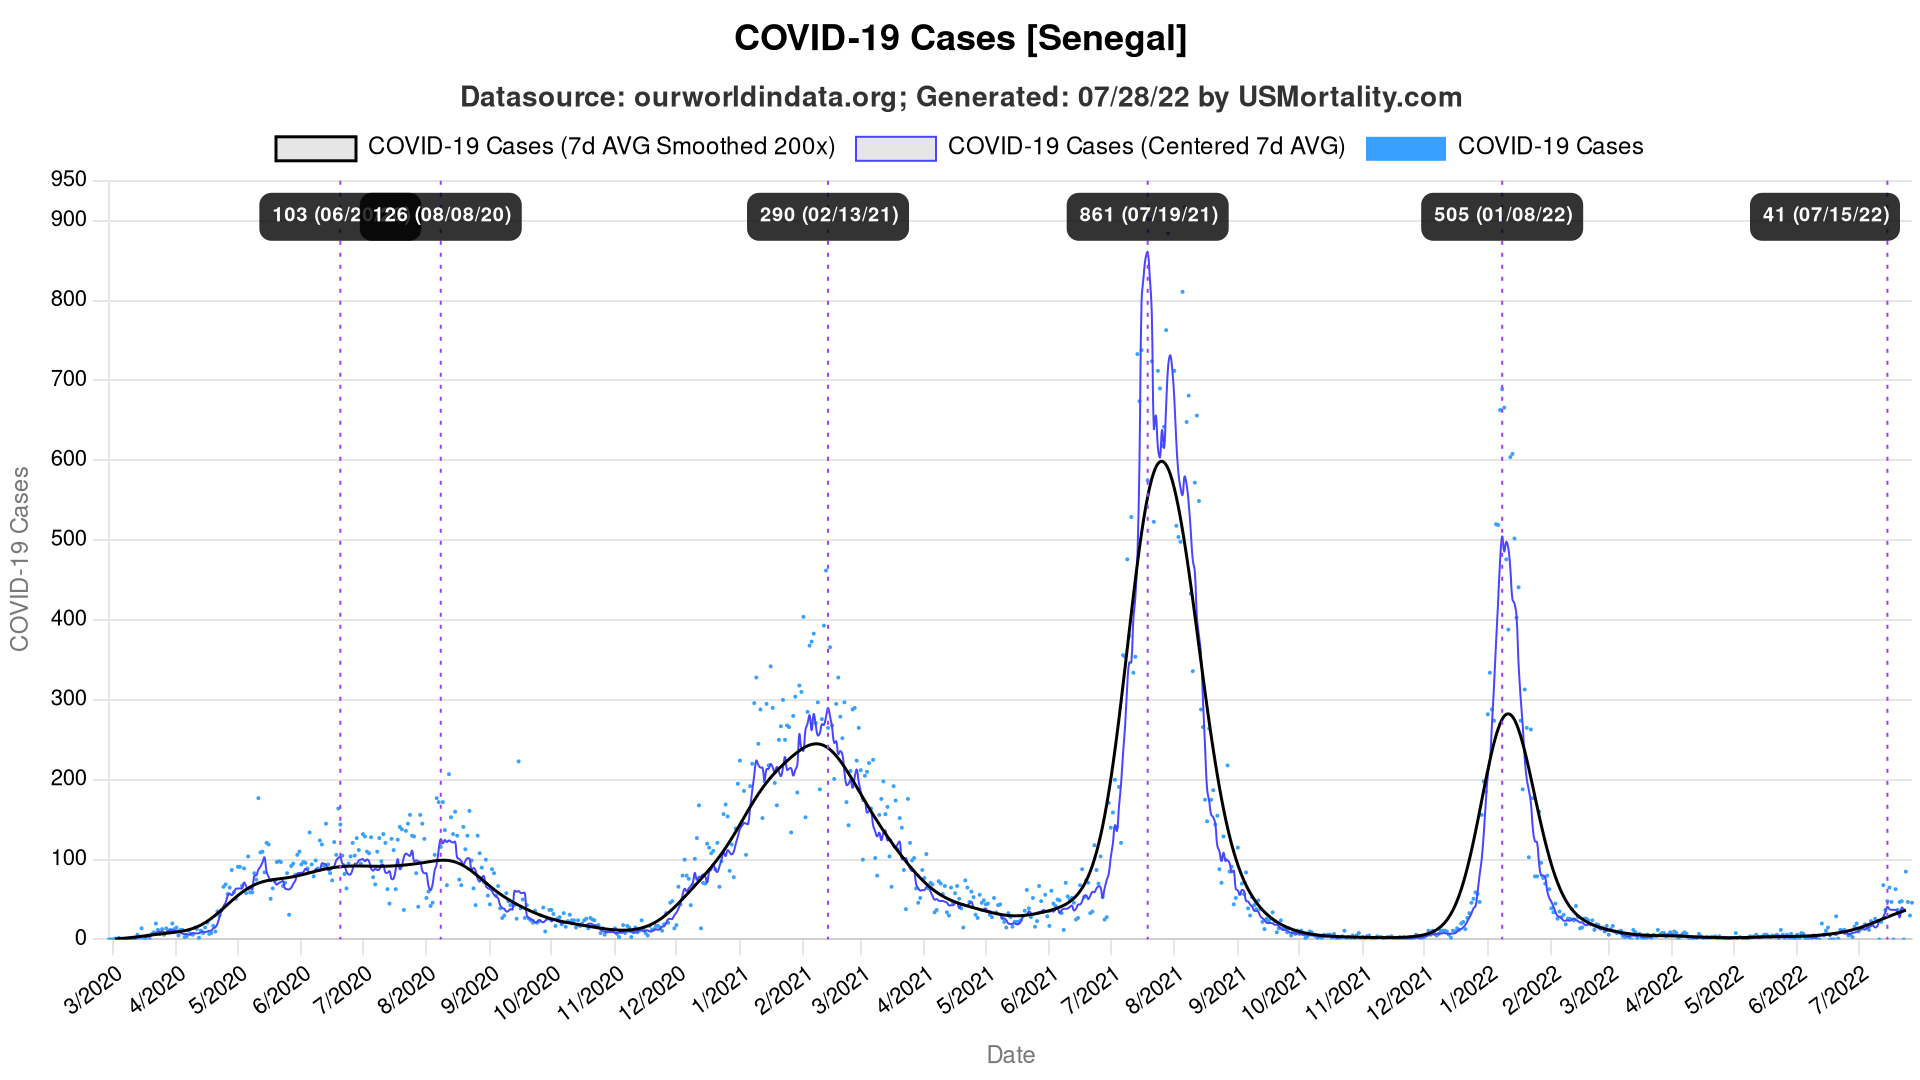 COVID-19 Cases [Senegal]
Datasource: ourworldindata.org; Generated: 07/28/22 by USMortality.com
COVID-19 Cases (7d AVG Smoothed 200x) COVID-19 Cases (Centered 7d AVG) COVID-19 Cases
950
103 (06/2 126 (08/08/20) 290 (02/13/21) 861 (07/19/21) 505 (01/08/22) 41 (07/15/22)
900
800
700
600
500
400
300
200
100
0
COVID-19 Cases
3/2020 4/2020 5/2020 6/2020 7/2020 8/2020 9/2020 10/2020 11/2020 12/2020 1/2021 2/2021 3/2021 4/2021 5/2021 6/2021 7/2021 8/2021 9/2021 10/2021 11/2021 12/2021 1/2022 2/2022 3/2022 4/2022 5/2022 6/2022 7/2022
Date